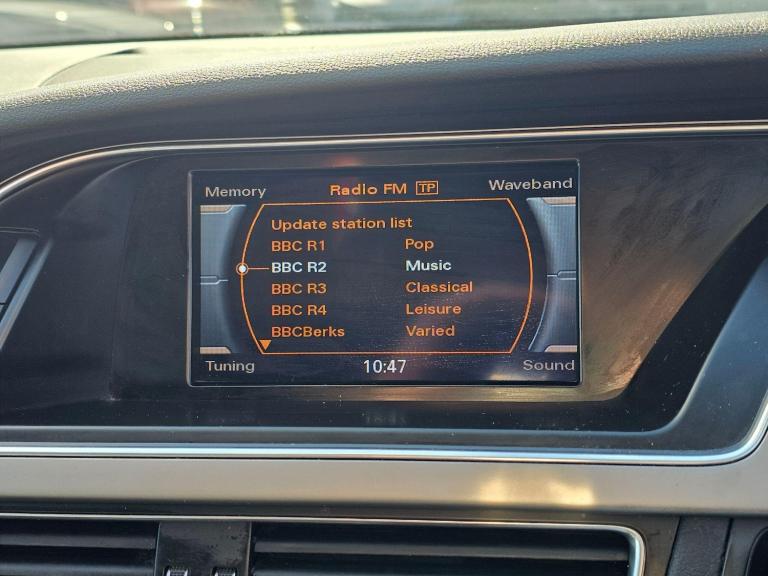 Memory Radio FM TP Waveband
Update station list
BBC R1 Pop
BBC R2 Music
BBC R3 Classical
BBC R4 Leisure
BBCBerks Varied
Tuning 10:47 Sound